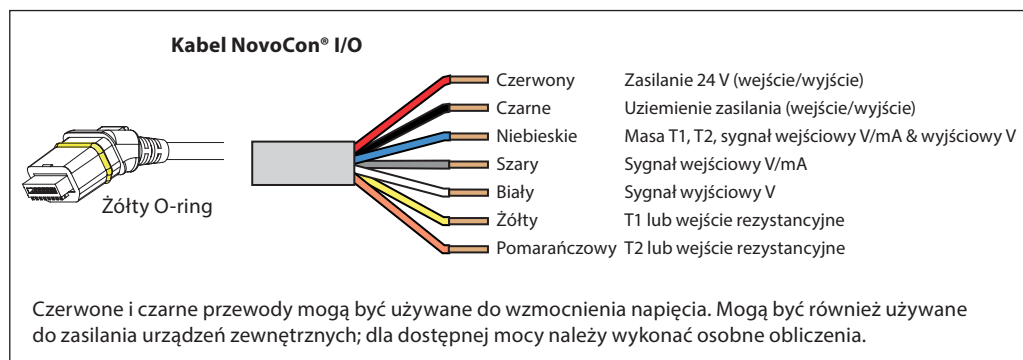 Kabel NovoCon® I/O
Czerwony Zasilanie 24 V (wejście/wyjście)
Czarne Uziemienie zasilania (wejście/wyjście)
Niebieskie Masa T1, T2, sygnał wejściowy V/mA & wyjściowy V
Szary Sygnał wejściowy V/mA
Biały Sygnał wyjściowy V
Żółty T1 lub wejście rezystancyjne
Pomarańczowy T2 lub wejście rezystancyjne
Żółty O-ring
Czerwone i czarne przewody mogą być używane do wzmocnienia napięcia. Mogą być również używane
do zasilania urządzeń zewnętrznych; dla dostępnej mocy należy wykonać osobne obliczenia.